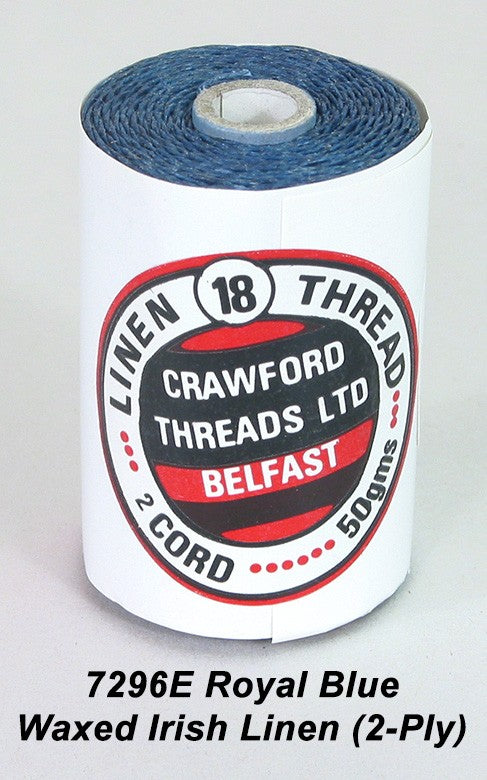 LINEN 18 THREAD
CRAWFORD
THREADS LTD
BELFAST
2 CORD 50gms
7296E Royal Blue
Waxed Irish Linen (2-Ply)